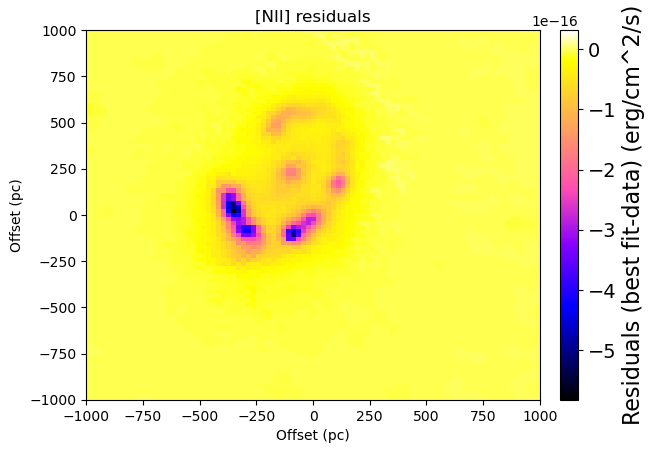 [NII] residuals
1e−16
1000
750
500
250
0
−250
−500
−750
−1000
Offset (pc)
−1000 −750 −500 −250 0 250 500 750 1000
Offset (pc)
0
−1
−2
−3
−4
−5
Residuals (best fit-data) (erg/cm^2/s)